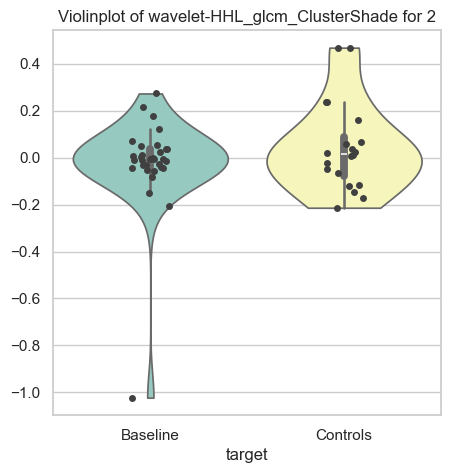 Violinplot of wavelet-HHL_glcm_ClusterShade for 2
0.4
0.2
0.0
−0.2
−0.4
−0.6
−0.8
−1.0
Baseline Controls
target